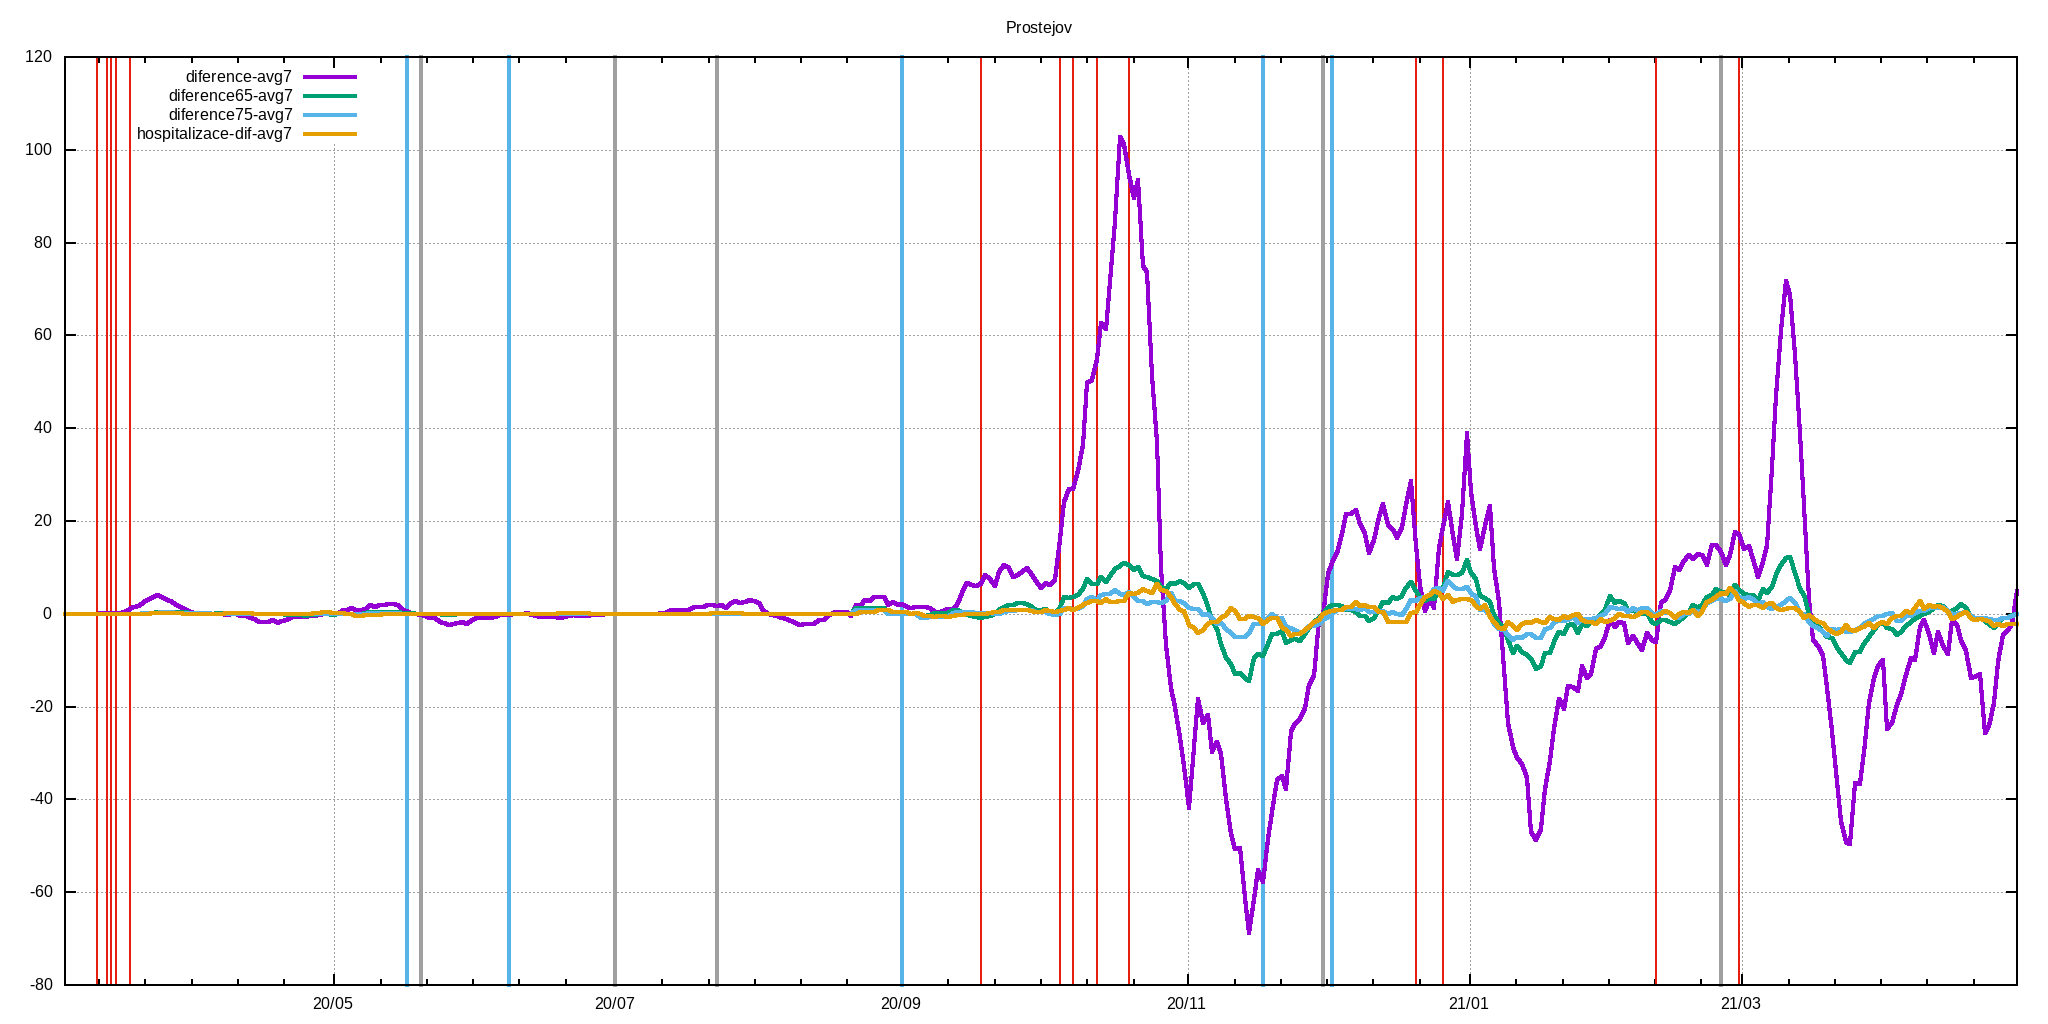 Prostejov
120
100
80
60
40
20
0
-20
-40
-60
-80
diference-avg7
diference65-avg7
diference75-avg7
hospitalizace-dif-avg7
20/05 20/07 20/09 20/11 21/01 21/03